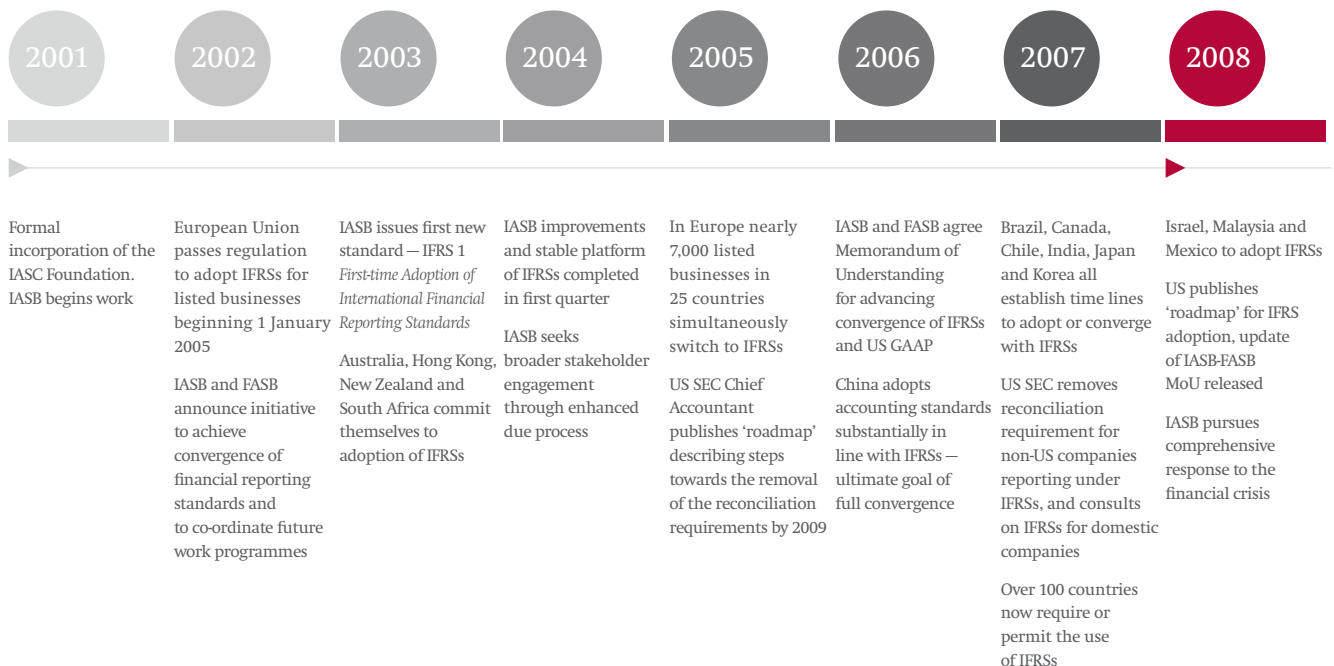 2001
2002
2003
2004
2005
2006
2007
2008
Formal
incorporation of the
IASC Foundation.
IASB begins work
European Union
passes regulation
to adopt IFRSs for
listed businesses
beginning 1 January
2005
IASB and FASB
announce initiative
to achieve
convergence of
financial reporting
standards and
to co-ordinate future
work programmes
IASB issues first new
standard — IFRS 1
First-time Adoption of
International Financial
Reporting Standards
Australia, Hong Kong,
New Zealand and
South Africa commit
themselves to
adoption of IFRSs
IASB improvements
and stable platform
of IFRSs completed
in first quarter
IASB seeks
broader stakeholder
engagement
through enhanced
due process
In Europe nearly
7,000 listed
businesses in
25 countries
simultaneously
switch to IFRSs
US SEC Chief
Accountant
publishes ‘roadmap’
describing steps
towards the removal
of the reconciliation
requirements by 2009
IASB and FASB agree
Memorandum of
Understanding
for advancing
convergence of IFRSs
and US GAAP
China adopts
accounting standards
substantially in
line with IFRSs —
ultimate goal of
full convergence
Brazil, Canada,
Chile, India, Japan
and Korea all
establish time lines
to adopt or converge
with IFRSs
US SEC removes
reconciliation
requirement for
non-US companies
reporting under
IFRSs, and consults
on IFRSs for domestic
companies
Over 100 countries
now require or
permit the use
of IFRSs
Israel, Malaysia and
Mexico to adopt IFRSs
US publishes
‘roadmap’ for IFRS
adoption, update
of IASB-FASB
MoU released
IASB pursues
comprehensive
response to the
financial crisis